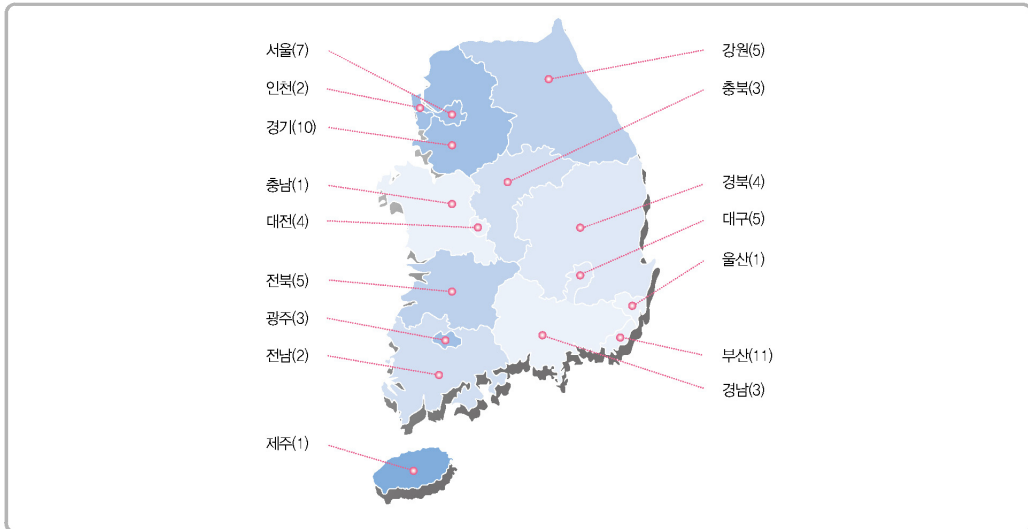 서울(7)
인천(2)
경기(10)
충남(1)
대전(4)
전북(5)
광주(3)
전남(2)
제주(1)
강원(5)
충북(3)
경북(4)
대구(5)
울산(1)
부산(11)
경남(3)